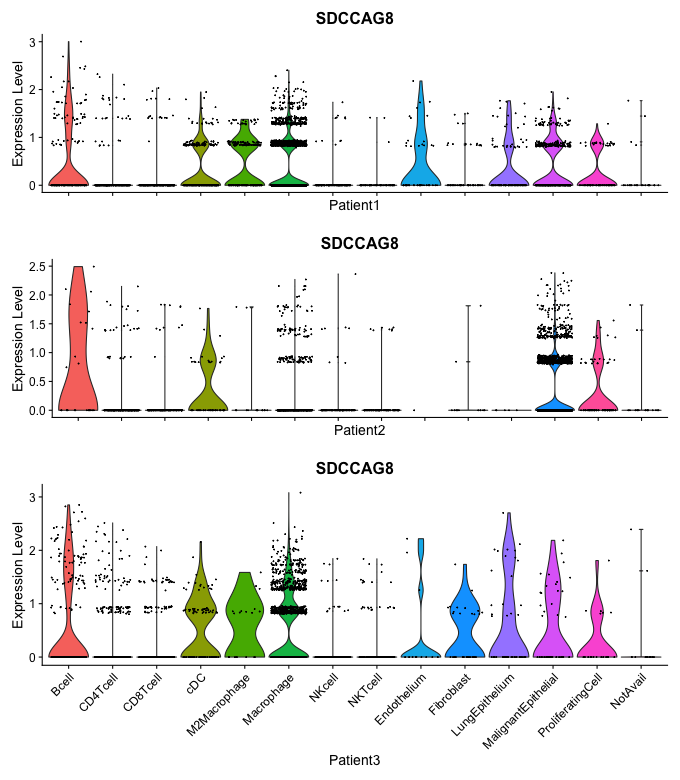 SDCCAG8
Expression Level
3
2
1
0
Patient1
SDCCAG8
Expression Level
2.5
2.0
1.5
1.0
0.5
0.0
Patient2
SDCCAG8
Expression Level
3
2
1
0
Bcell
CD4Tcell
CD8Tcell
cDC
M2Macrophage
Macrophage
NKcell
NKTcell
Endothelium
Fibroblast
LungEpithelium
MalignantEpithelial
ProliferatingCell
NotAvail
Patient3